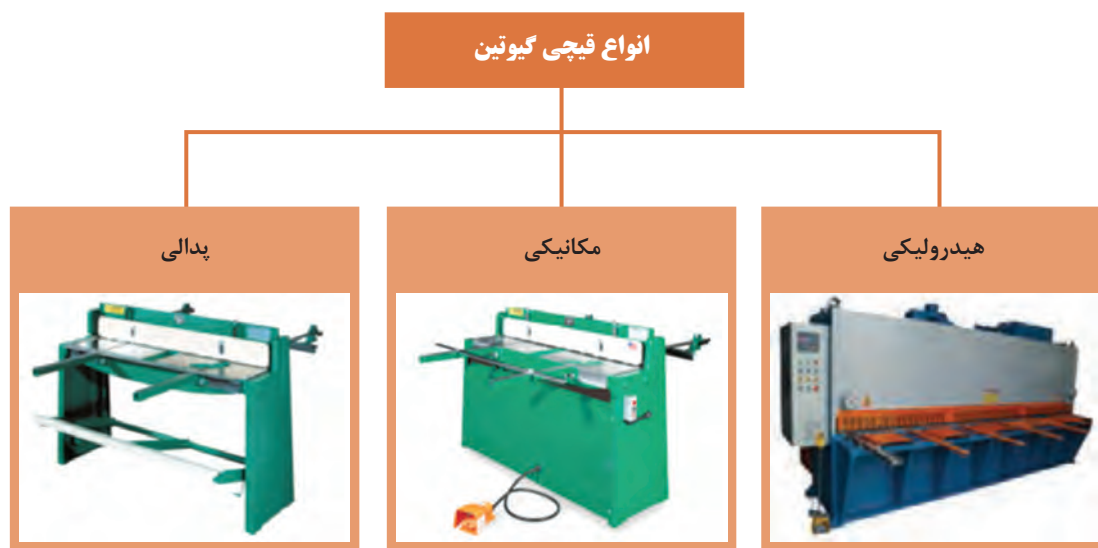 انواع قیچی گیوتین
هیدرولیکی
مکانیکی
پدالی